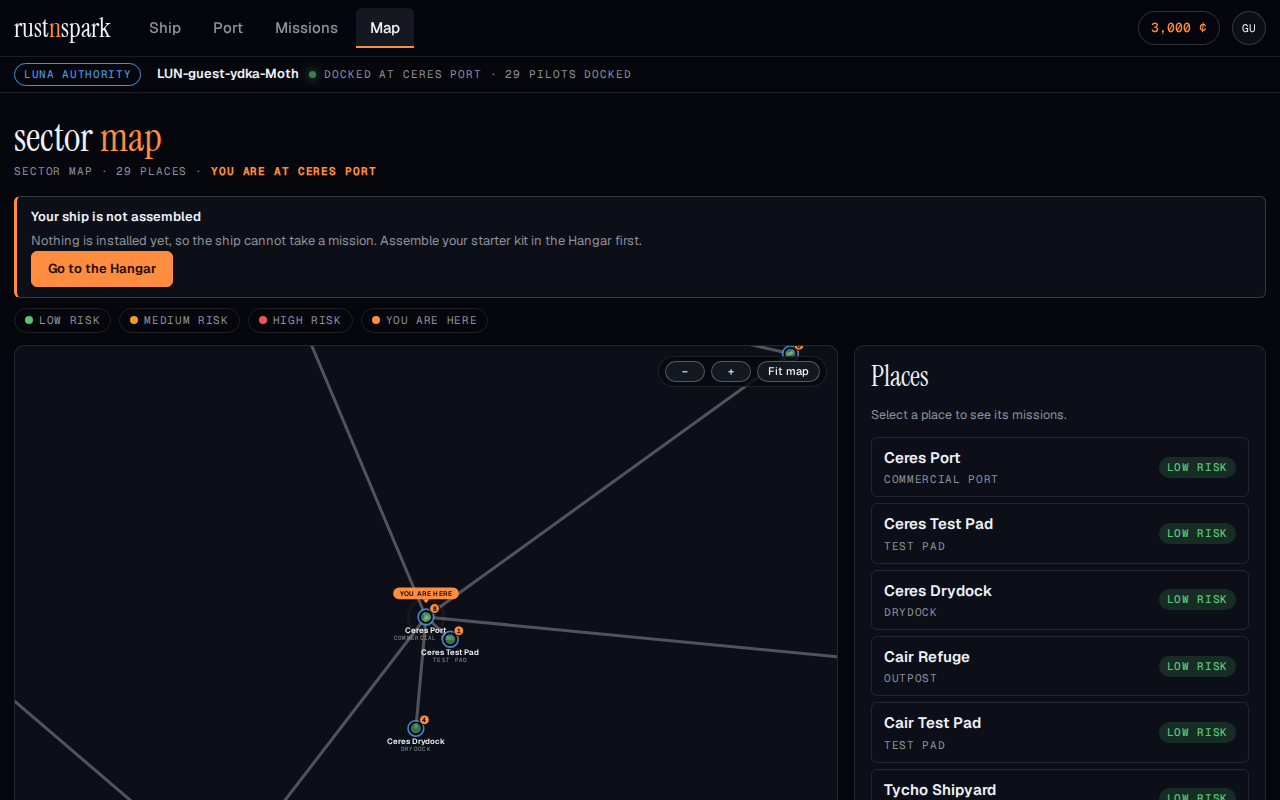 rustnspark Ship Port Missions Map 3,000 ¢ GU
LUNA AUTHORITY LUN-guest-ydka-Moth DOCKED AT CERES PORT · 29 PILOTS DOCKED
sector map
SECTOR MAP · 29 PLACES · YOU ARE AT CERES PORT
Your ship is not assembled
Nothing is installed yet, so the ship cannot take a mission. Assemble your starter kit in the Hangar first.
Go to the Hangar
LOW RISK MEDIUM RISK HIGH RISK YOU ARE HERE
− + Fit map
YOU ARE HERE
8
Ceres Port
COMMERCIAL
1
Ceres Test Pad
TEST PAD
4
Ceres Drydock
DRYDOCK
Places
Select a place to see its missions.
Ceres Port
COMMERCIAL PORT
LOW RISK
Ceres Test Pad
TEST PAD
LOW RISK
Ceres Drydock
DRYDOCK
LOW RISK
Cair Refuge
OUTPOST
LOW RISK
Cair Test Pad
TEST PAD
LOW RISK
Tycho Shipyard
LOW RISK